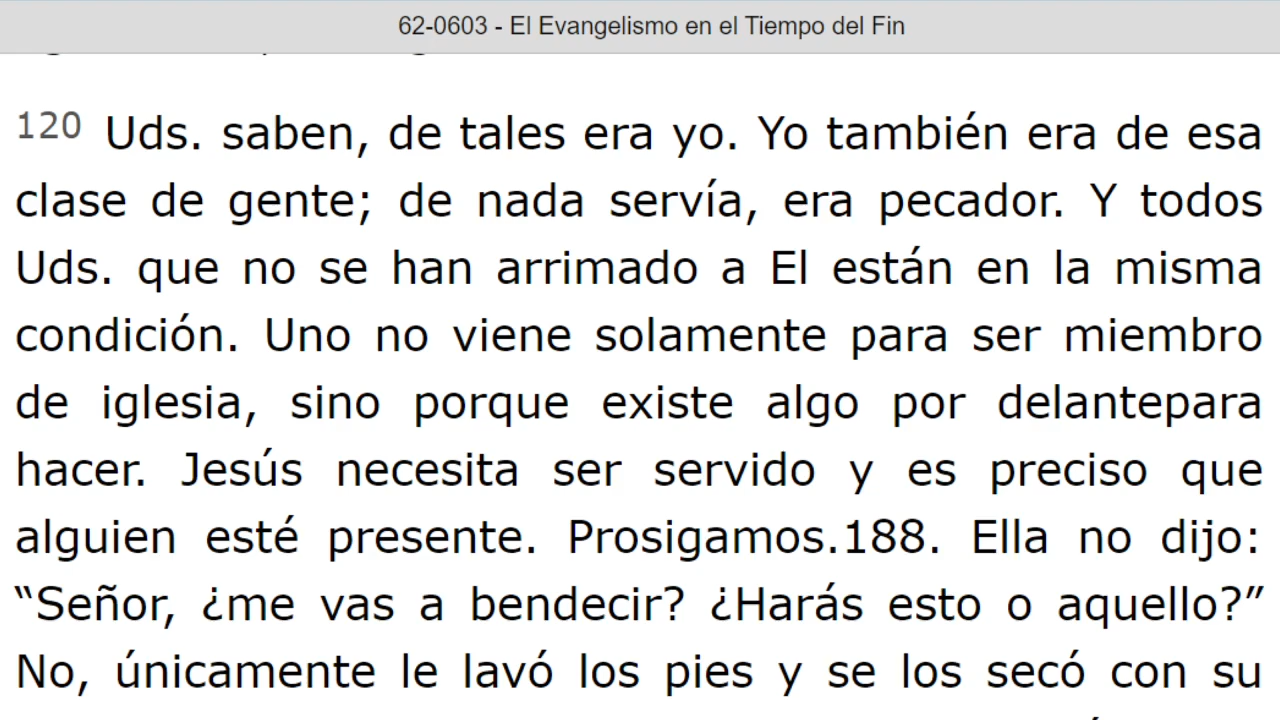 62-0603 - El Evangelismo en el Tiempo del Fin
120 Uds. saben, de tales era yo. Yo también era de esa
clase de gente; de nada servía, era pecador. Y todos
Uds. que no se han arrimado a El están en la misma
condición. Uno no viene solamente para ser miembro
de iglesia, sino porque existe algo por delantepara
hacer. Jesús necesita ser servido y es preciso que
alguien esté presente. Prosigamos.188. Ella no dijo:
“Señor, ¿me vas a bendecir? ¿Harás esto o aquello?”
No, únicamente le lavó los pies y se los secó con su